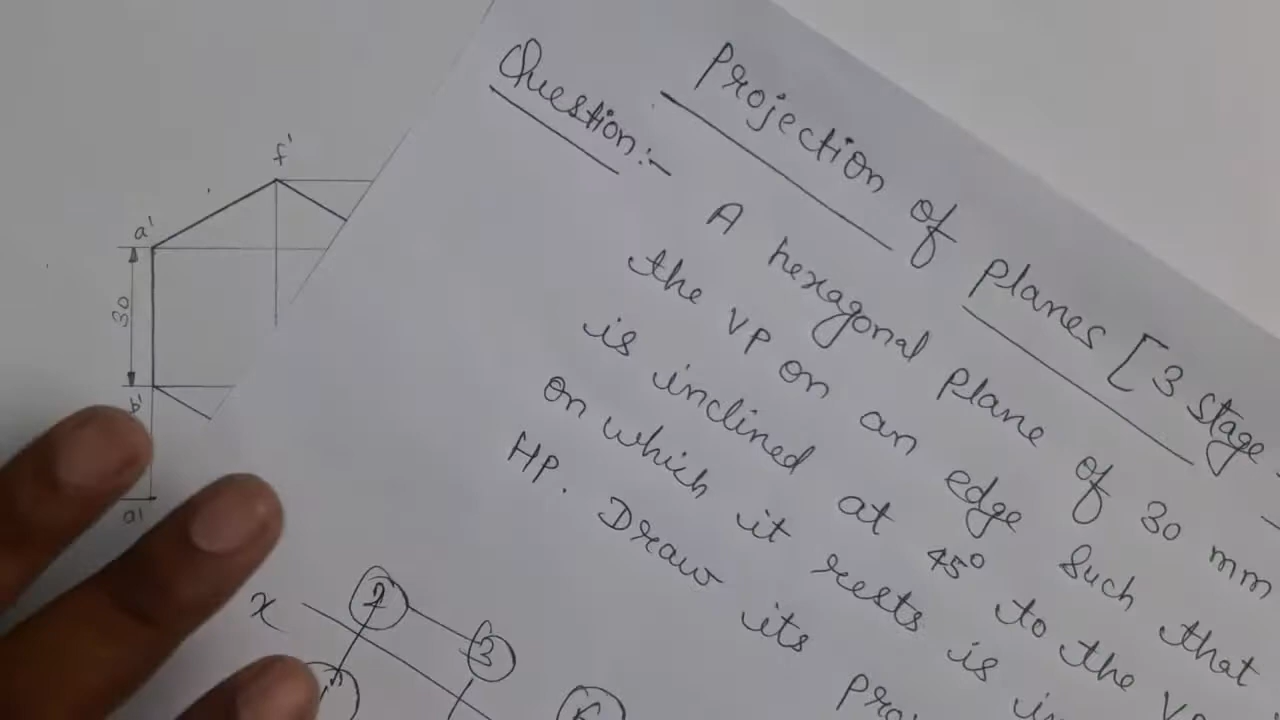 Projection of planes [3 stage
Question:-
A hexagonal plane of 30 mm
the VP on an edge such that
is inclined at 45° to the VP
on which it rests is
HP. Draw its
f'
a'
30
b'
a1
x
2
3